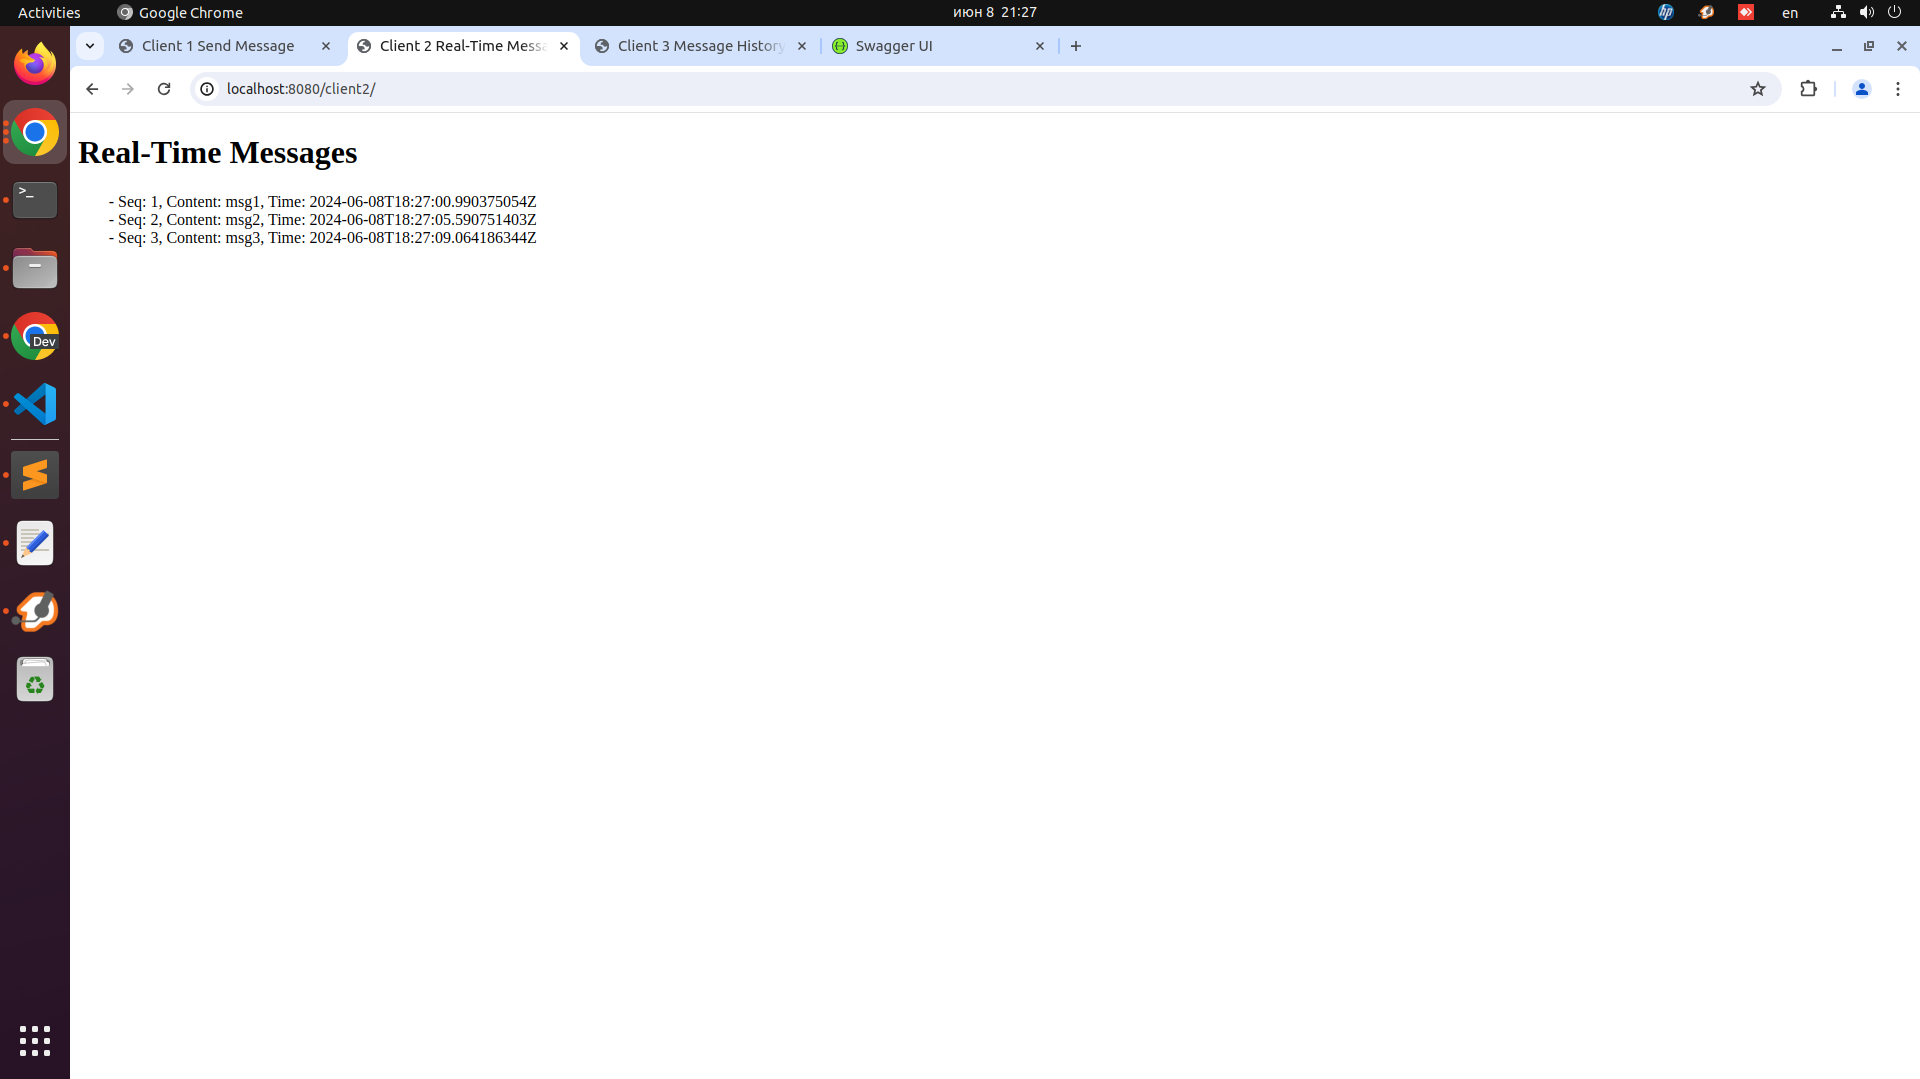 Activities
Google Chrome
июн 8 21:27
en
Client 1 Send Message
Client 2 Real-Time Messa
Client 3 Message History
Swagger UI
localhost:8080/client2/
Real-Time Messages
- Seq: 1, Content: msg1, Time: 2024-06-08T18:27:00.990375054Z
- Seq: 2, Content: msg2, Time: 2024-06-08T18:27:05.590751403Z
- Seq: 3, Content: msg3, Time: 2024-06-08T18:27:09.064186344Z
>_
Dev
hp